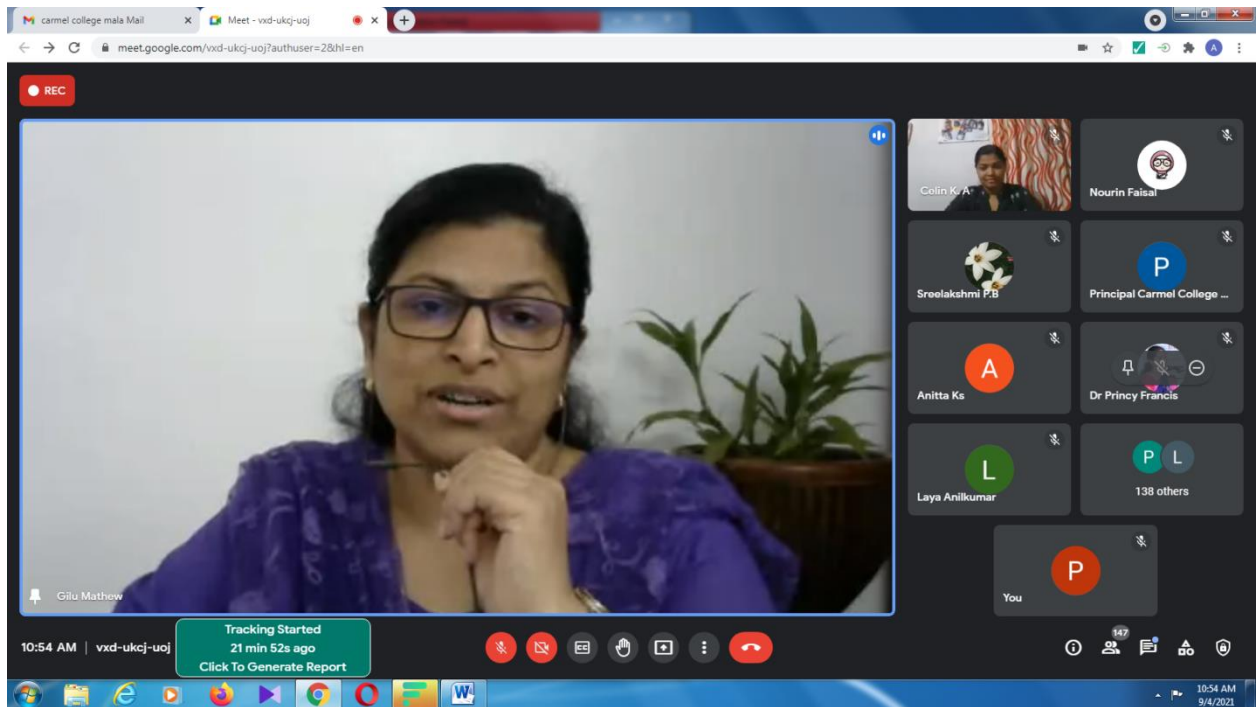 carmel college mala Mail
Meet - vxd-ukcj-uoj
meet.google.com/vxd-ukcj-uoj?authuser=2&hl=en
A
REC
Colin K. A
Nourin Faisal
Sreelakshmi P.B
P
Principal Carmel College ...
A
Anitta Ks
Dr Princy Francis
L
Laya Anilkumar
P L
138 others
P
You
Gilu Mathew
10:54 AM | vxd-ukcj-uoj
Tracking Started
21 min 52s ago
Click To Generate Report
CC
147
W
10:54 AM
9/4/2021